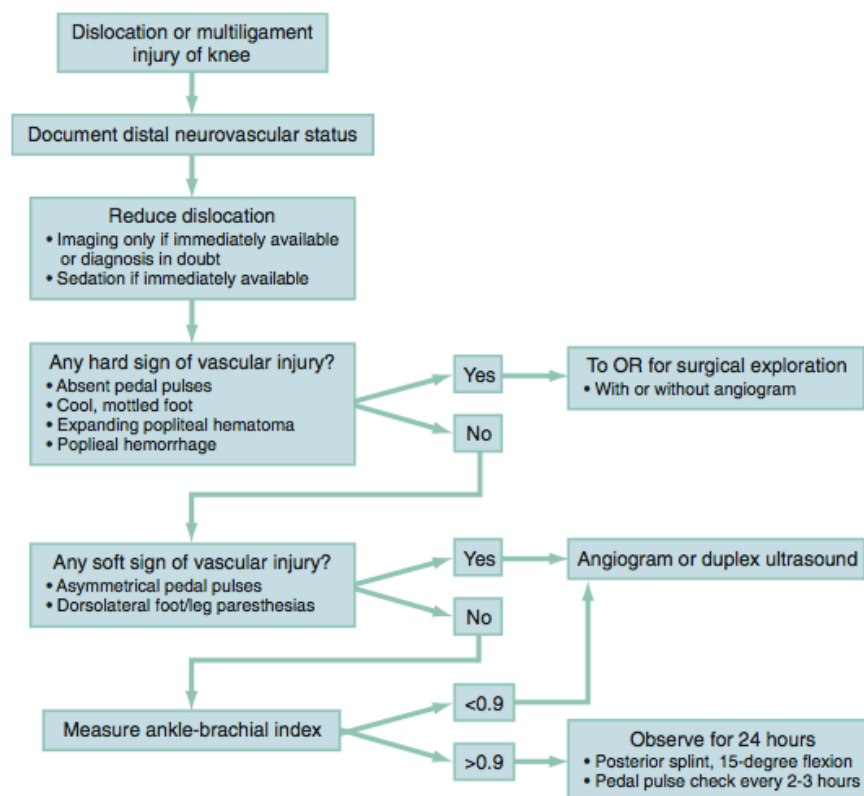 Dislocation or multiligament
injury of knee
Document distal neurovascular status
Reduce dislocation
• Imaging only if immediately available
or diagnosis in doubt
• Sedation if immediately available
Any hard sign of vascular injury?
• Absent pedal pulses
• Cool, mottled foot
• Expanding popliteal hematoma
• Poplieal hemorrhage
Yes
To OR for surgical exploration
• With or without angiogram
No
Any soft sign of vascular injury?
• Asymmetrical pedal pulses
• Dorsolateral foot/leg paresthesias
Yes
Angiogram or duplex ultrasound
No
Measure ankle-brachial index
<0.9
>0.9
Observe for 24 hours
• Posterior splint, 15-degree flexion
• Pedal pulse check every 2-3 hours